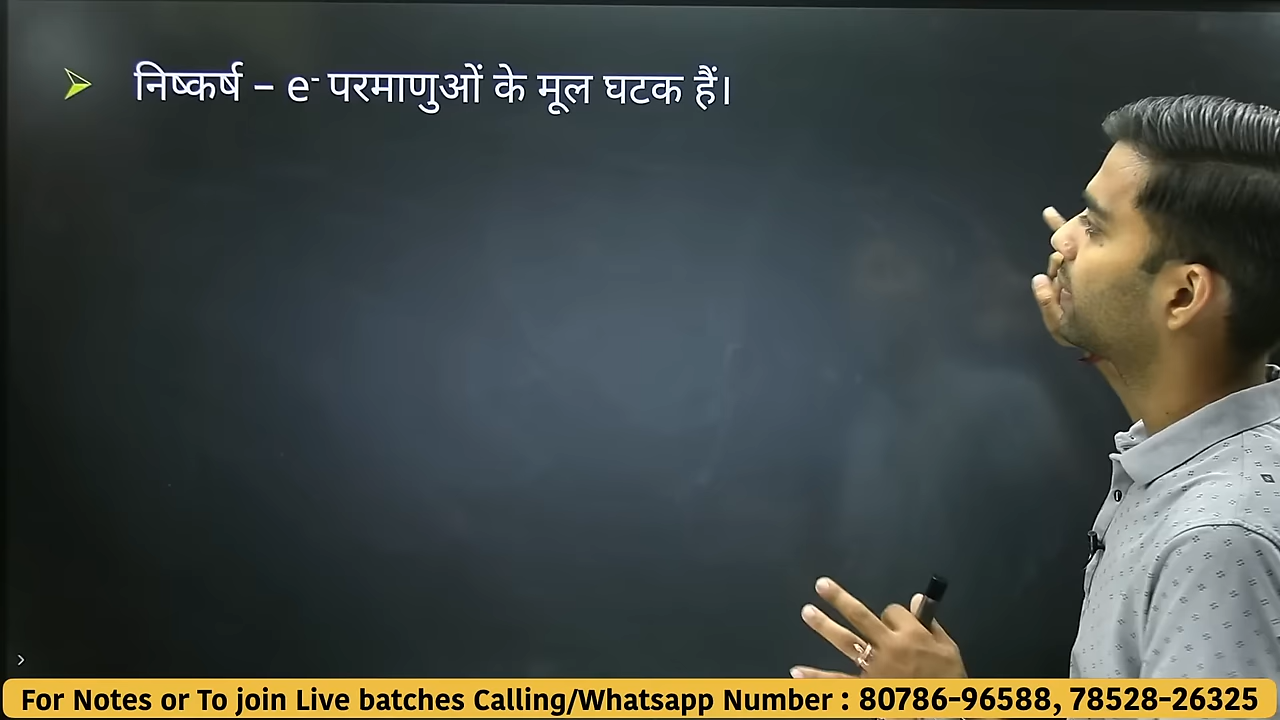 निष्कर्ष – e⁻ परमाणुओं के मूल घटक हैं।
For Notes or To join Live batches Calling/Whatsapp Number : 80786-96588, 78528-26325